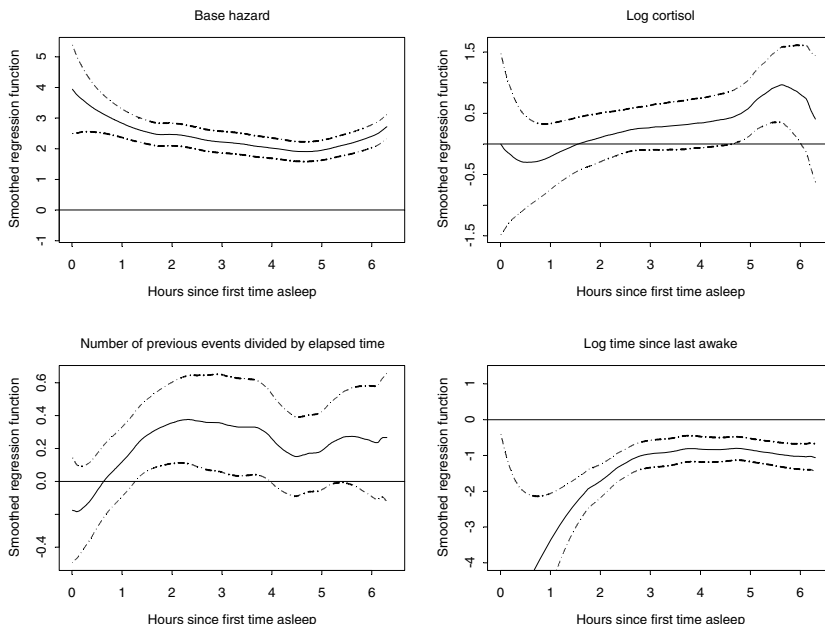 Base hazard
Smoothed regression function
5
4
3
2
1
0
-1
0 1 2 3 4 5 6
Hours since first time asleep
Log cortisol
Smoothed regression function
1.5
0.5
-0.5
-1.5
0 1 2 3 4 5 6
Hours since first time asleep
Number of previous events divided by elapsed time
Smoothed regression function
0.6
0.4
0.2
0.0
-0.4
0 1 2 3 4 5 6
Hours since first time asleep
Log time since last awake
Smoothed regression function
1
0
-1
-2
-3
-4
0 1 2 3 4 5 6
Hours since first time asleep